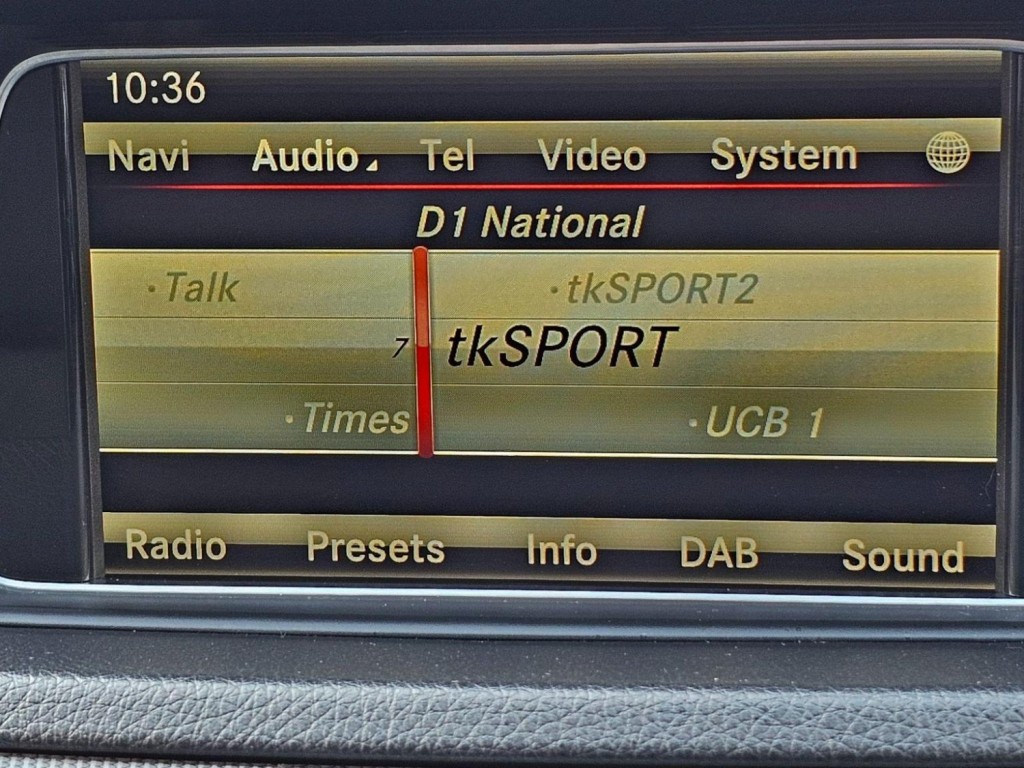 10:36
Navi Audio Tel Video System
D1 National
·Talk ·tkSPORT2
7 tkSPORT
·Times ·UCB 1
Radio Presets Info DAB Sound